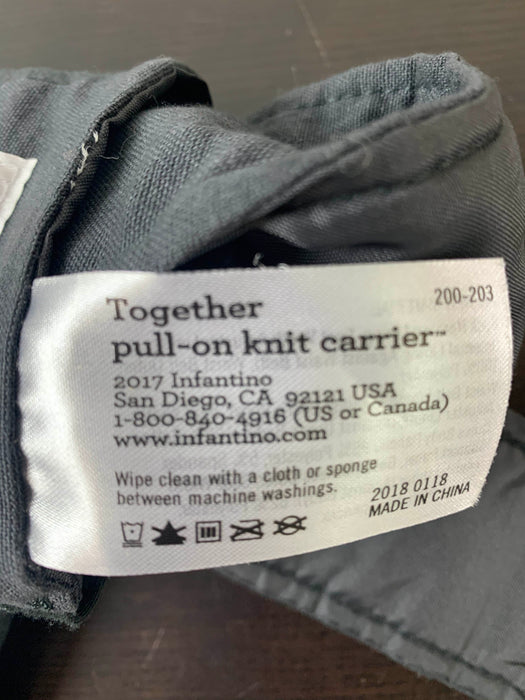 Together
200-203
pull-on knit carrier™
2017 Infantino
San Diego, CA 92121 USA
1-800-840-4916 (US or Canada)
www.infantino.com
Wipe clean with a cloth or sponge
between machine washings.
2018 0118
MADE IN CHINA